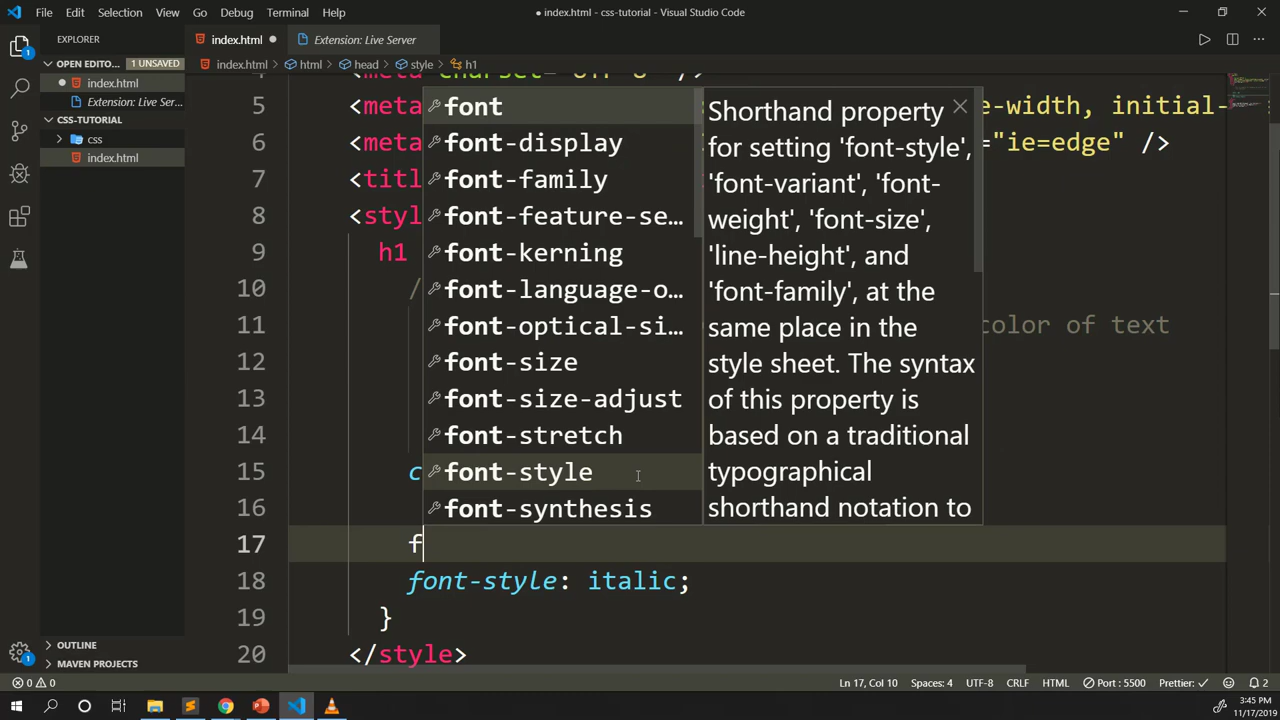 File Edit Selection View Go Debug Terminal Help
● index.html - css-tutorial - Visual Studio Code
EXPLORER
index.html ●
Extension: Live Server
OPEN EDITO... 1 UNSAVED
index.html
Extension: Live Ser...
CSS-TUTORIAL
css
index.html
index.html > html > head > style > h1
5 <meta e-width, initial-
6 <meta ="ie=edge" />
7 <titl
8 <styl
9 h1
10 /
11 color of text
12
13
14
15 c
16
17 f
18 font-style: italic;
19 }
20 </style>
font
font-display
font-family
font-feature-se...
font-kerning
font-language-o...
font-optical-si...
font-size
font-size-adjust
font-stretch
font-style
font-synthesis
Shorthand property
for setting 'font-style',
'font-variant', 'font-
weight', 'font-size',
'line-height', and
'font-family', at the
same place in the
style sheet. The syntax
of this property is
based on a traditional
typographical
shorthand notation to
OUTLINE
MAVEN PROJECTS
0 0
Ln 17, Col 10 Spaces: 4 UTF-8 CRLF HTML Port : 5500 Prettier: ✓ 2
3:45 PM
11/17/2019